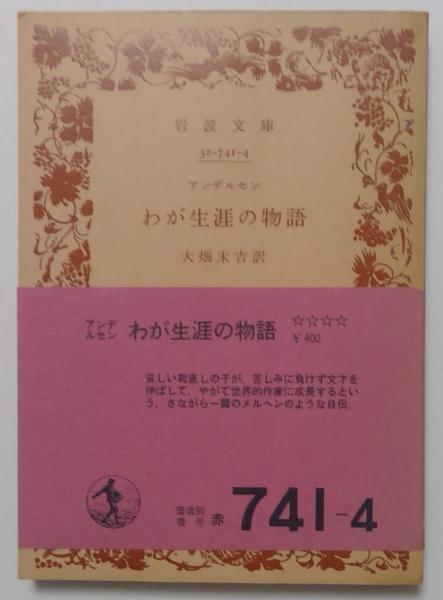 岩波文庫
32-741-4
アンデルセン
わが生涯の物語
大畑末吉訳
アンデルセン わが生涯の物語 ☆☆☆☆
¥400
貧しい靴直しの子が、苦しみに負けず文才を
伸ばして、やがて世界的作家に成長するとい
う、さながら一篇のメルヘンのような自伝.
著者別
番号 赤 741-4